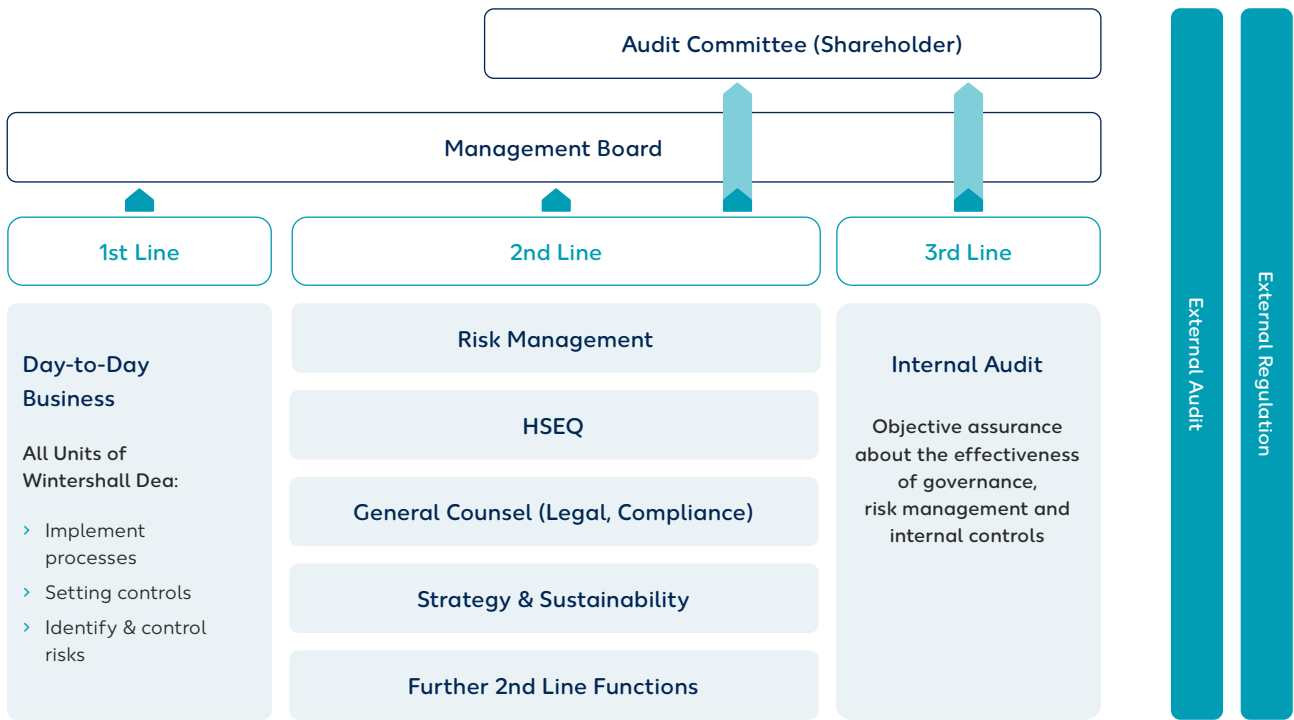 Audit Committee (Shareholder)
Management Board
1st Line
2nd Line
3rd Line
Day-to-Day
Business
All Units of
Wintershall Dea:
› Implement
processes
› Setting controls
› Identify & control
risks
Risk Management
HSEQ
General Counsel (Legal, Compliance)
Strategy & Sustainability
Further 2nd Line Functions
Internal Audit
Objective assurance
about the effectiveness
of governance,
risk management and
internal controls
External Audit
External Regulation